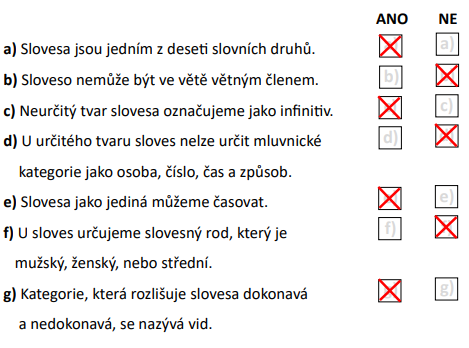 ANO NE
a) Slovesa jsou jedním z deseti slovních druhů. a)
b) Sloveso nemůže být ve větě větným členem. b)
c) Neurčitý tvar slovesa označujeme jako infinitiv. c)
d) U určitého tvaru sloves nelze určit mluvnické d)
kategorie jako osoba, číslo, čas a způsob.
e) Slovesa jako jediná můžeme časovat. e)
f) U sloves určujeme slovesný rod, který je f)
mužský, ženský, nebo střední.
g) Kategorie, která rozlišuje slovesa dokonavá g)
a nedokonavá, se nazývá vid.